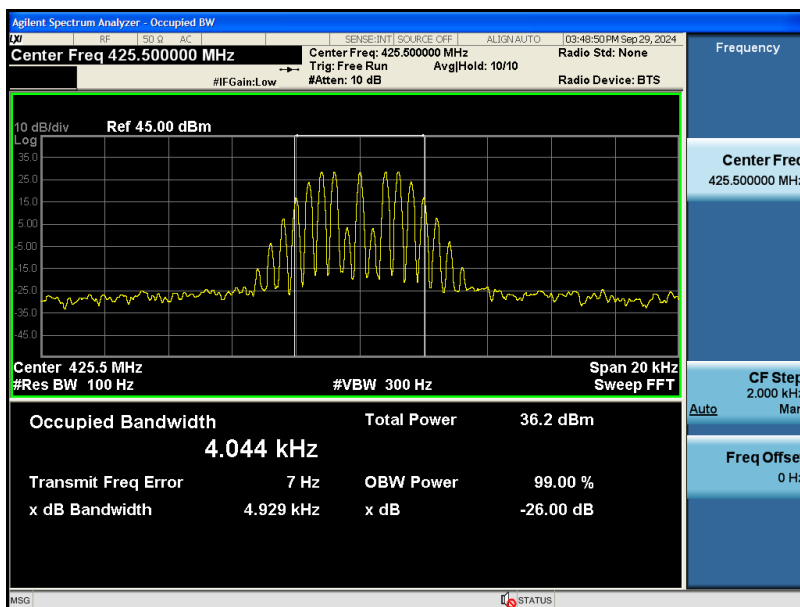 Agilent Spectrum Analyzer - Occupied BW
LXI RF 50 Ω AC SENSE:INT SOURCE OFF ALIGN AUTO 03:48:50 PM Sep 29, 2024
Center Freq 425.500000 MHz
Center Freq: 425.500000 MHz
Radio Std: None
Trig: Free Run Avg|Hold: 10/10
#IFGain:Low
#Atten: 10 dB
Radio Device: BTS
10 dB/div Ref 45.00 dBm
Log
35.0
25.0
15.0
5.00
-5.00
-15.0
-25.0
-35.0
-45.0
Center 425.5 MHz Span 20 kHz
#Res BW 100 Hz #VBW 300 Hz Sweep FFT
Occupied Bandwidth
4.044 kHz
Total Power 36.2 dBm
Transmit Freq Error 7 Hz OBW Power 99.00 %
x dB Bandwidth 4.929 kHz x dB -26.00 dB
MSG STATUS
Frequency
Center Freq
425.500000 MHz
CF Step
2.000 kHz
Auto Man
Freq Offset
0 Hz